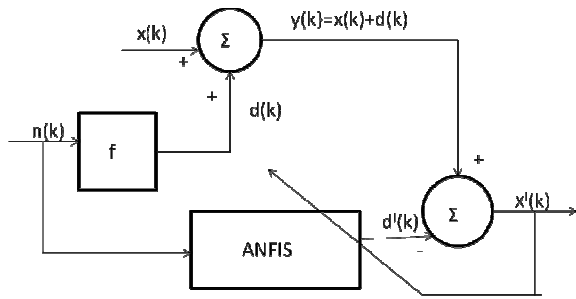 x(k)
+
Σ
y(k}=x(k)+d(k)
+
d(k)
n(k)
f
+
Σ
x'(k)
d'(k)
-
ANFIS